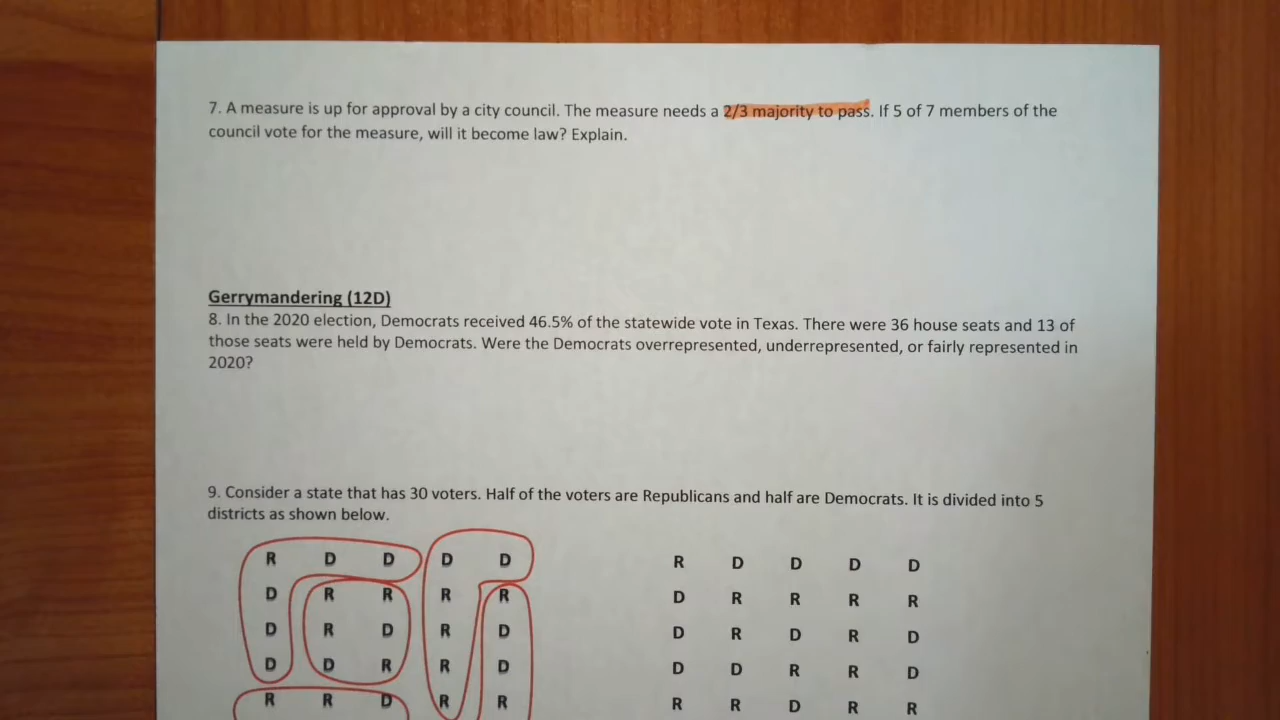 7. A measure is up for approval by a city council. The measure needs a 2/3 majority to pass. If 5 of 7 members of the
council vote for the measure, will it become law? Explain.
Gerrymandering (12D)
8. In the 2020 election, Democrats received 46.5% of the statewide vote in Texas. There were 36 house seats and 13 of
those seats were held by Democrats. Were the Democrats overrepresented, underrepresented, or fairly represented in
2020?
9. Consider a state that has 30 voters. Half of the voters are Republicans and half are Democrats. It is divided into 5
districts as shown below.
R D D D D
D R R R R
D R D R D
D D R R D
R R D R R
R D D D D
D R R R R
D R D R D
D D R R D
R R D R R